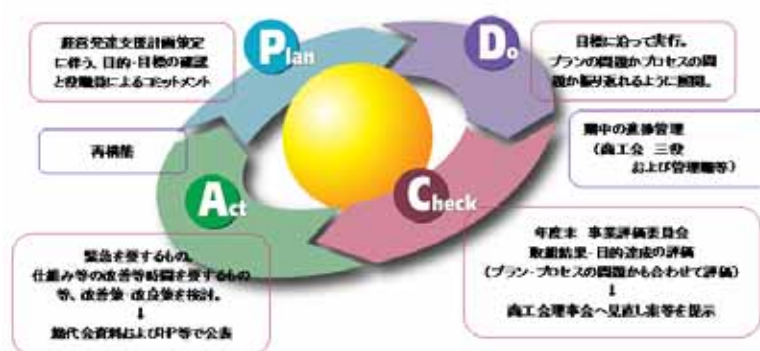 Plan
経営発達支援計画策定
に伴う、目的・目標の確認
と役職員によるコミットメント
Do
目標に沿って実行。
プランの問題かプロセスの問
題か振り返れるように展開。
再構能
期中の進捗管理
(商工会 三役
および管理職等)
Act
Check
緊急を要するもの。
仕組み等の改善等時間を要するもの
等、改善策・改良策を検討。
↓
総代会資料およびHP等で公表
年度末 事業評価委員会
取組結果・目的達成の評価
(プラン・プロセスの問題かも合わせて評価)
↓
商工会理事会へ見直し案等を提示